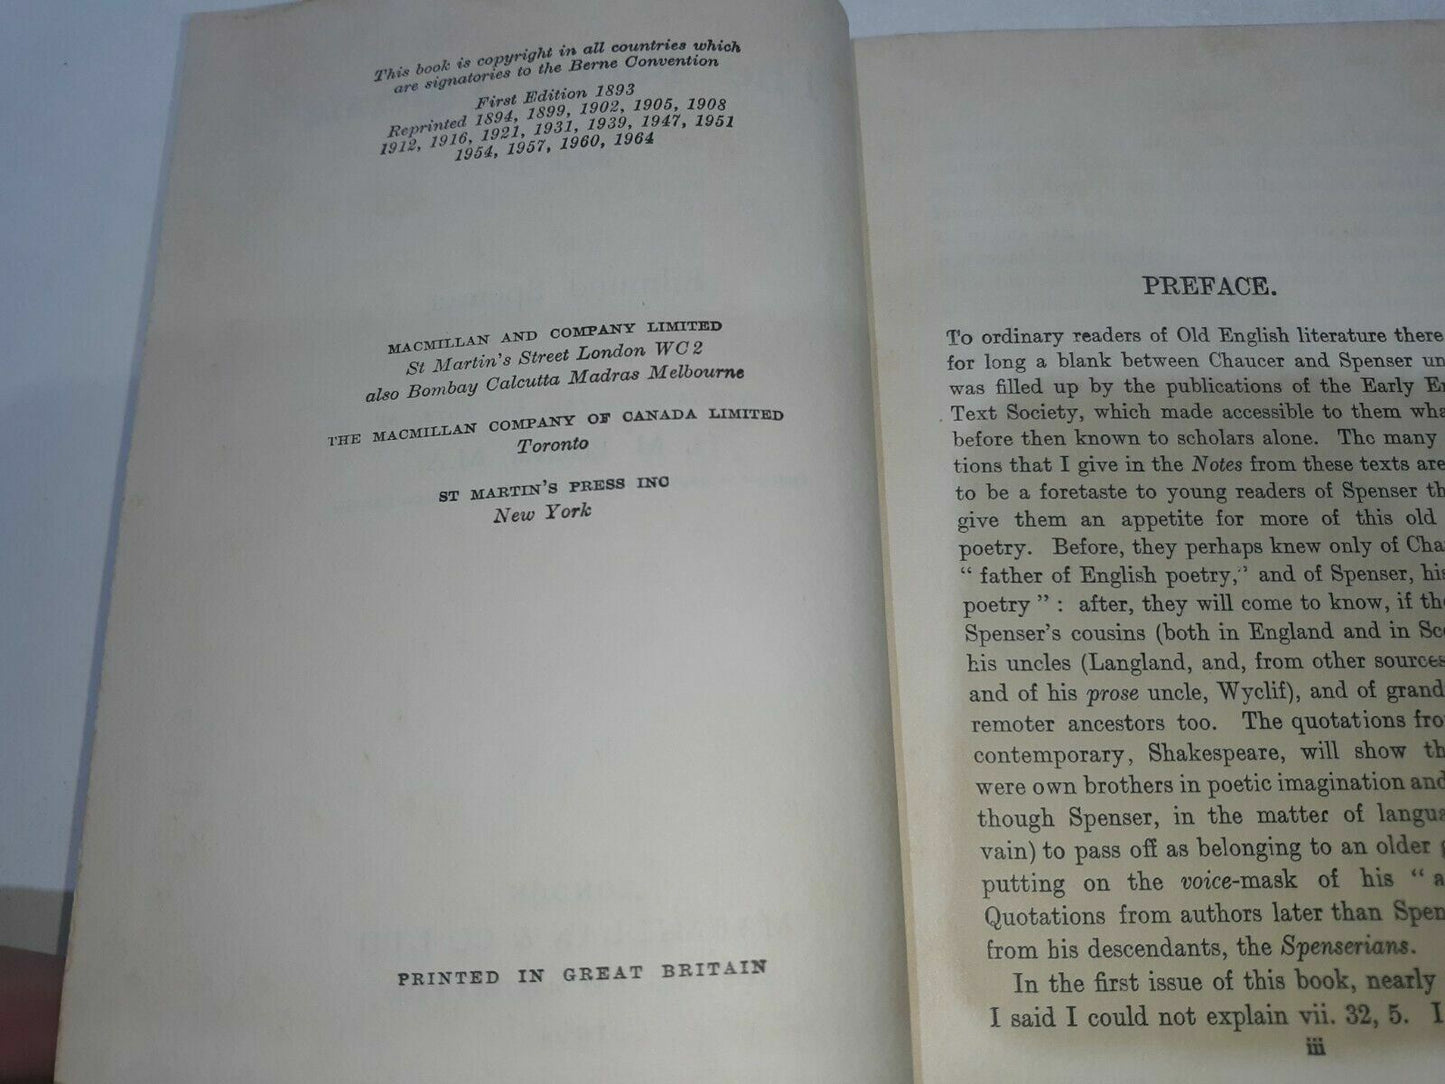 This book is copyright in all countries which
are signatories to the Berne Convention
First Edition 1893
Reprinted 1894, 1899, 1902, 1905, 1908
1912, 1916, 1921, 1931, 1939, 1947, 1951
1954, 1957, 1960, 1964
MACMILLAN AND COMPANY LIMITED
St Martin's Street London WC2
also Bombay Calcutta Madras Melbourne
THE MACMILLAN COMPANY OF CANADA LIMITED
Toronto
ST MARTIN'S PRESS INC
New York
PRINTED IN GREAT BRITAIN
PREFACE.
To ordinary readers of Old English literature there
for long a blank between Chaucer and Spenser
was filled up by the publications of the Early
Text Society, which made accessible to them
before then known to scholars alone. The many
tions that I give in the Notes from these texts are
to be a foretaste to young readers of Spenser
give them an appetite for more of this old
poetry. Before, they perhaps knew only of
“ father of English poetry,” and of Spenser,
poetry ” : after, they will come to know, if
Spenser's cousins (both in England and in
his uncles (Langland, and, from other sources
and of his prose uncle, Wyclif), and of grand
remoter ancestors too. The quotations
contemporary, Shakespeare, will show
were own brothers in poetic imagination and
though Spenser, in the matter of
vain) to pass off as belonging to an older
putting on the voice-mask of his “ a
Quotations from authors later than
from his descendants, the Spenserians.
In the first issue of this book, nearly
I said I could not explain vii. 32, 5. I
iii